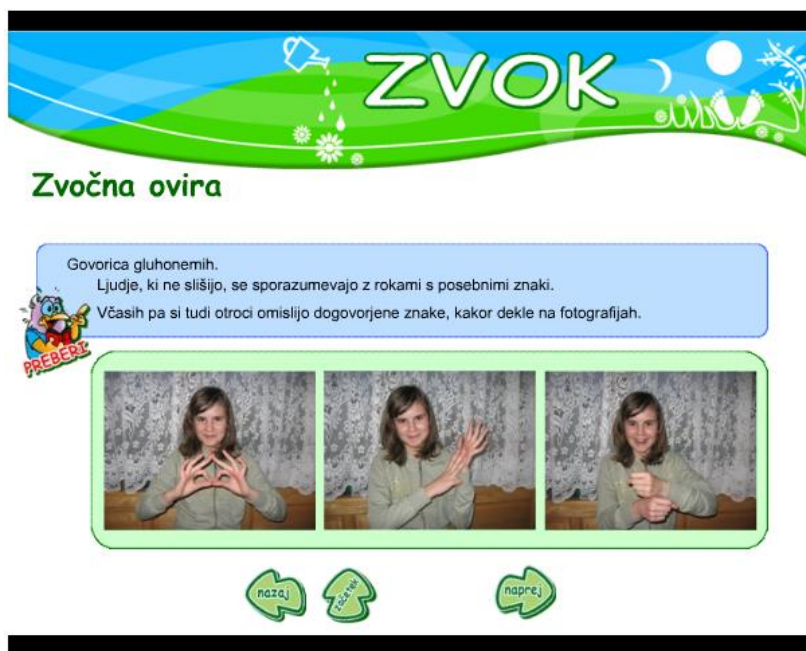 ZVOK
Zvočna ovira
Govorica gluhonemih.
Ljudje, ki ne slišijo, se sporazumevajo z rokami s posebnimi znaki.
Včasih pa si tudi otroci omislijo dogovorjene znake, kakor dekle na fotografijah.
PREBERI
nazaj
začetek
naprej